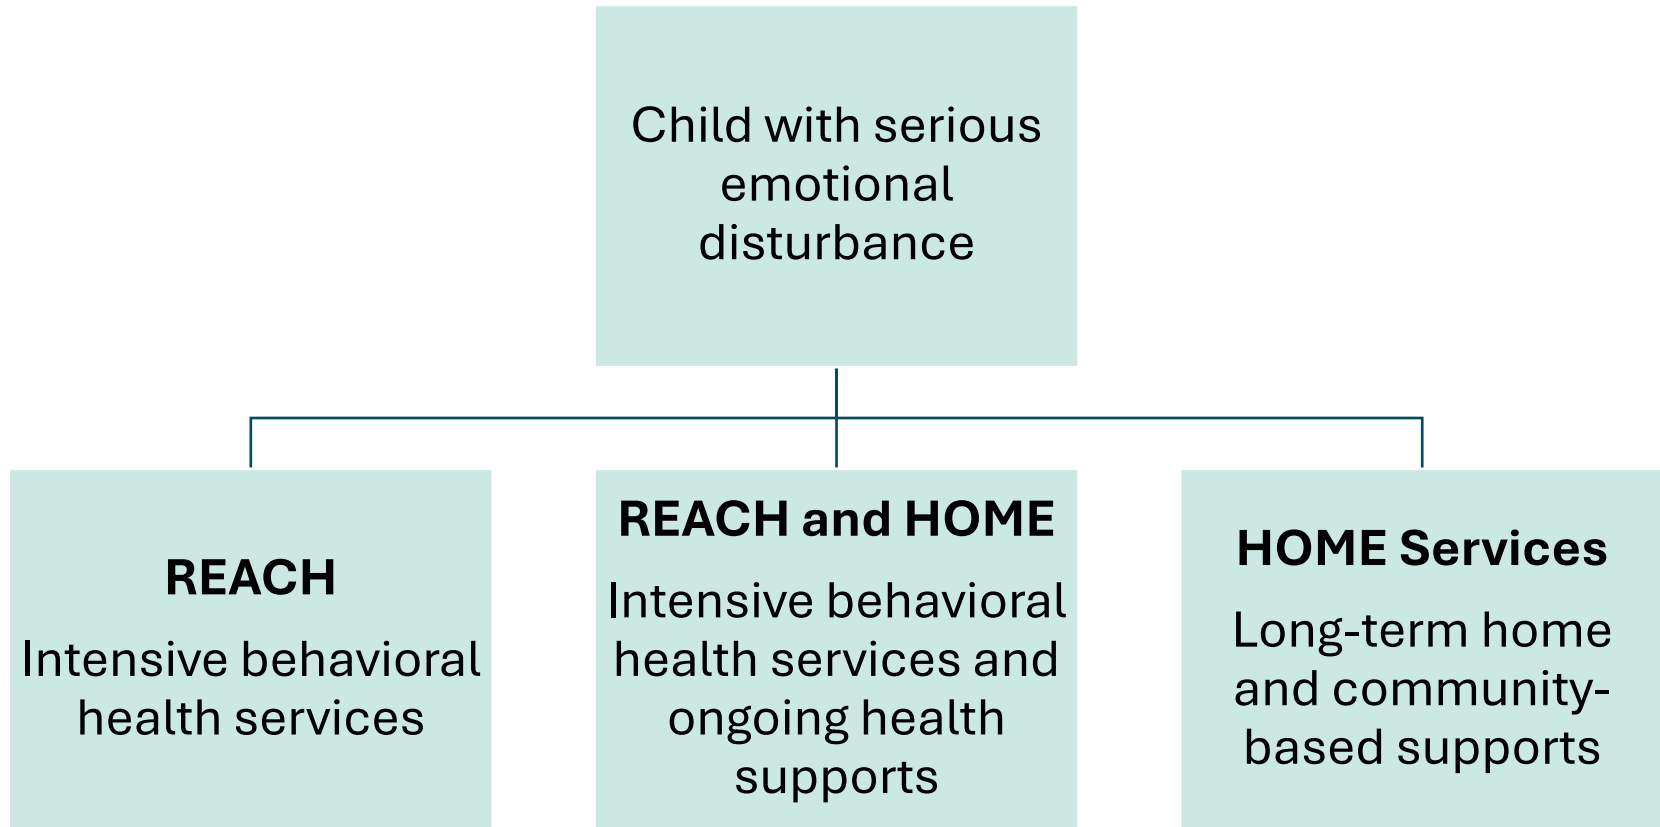 Child with serious
emotional
disturbance
REACH
Intensive behavioral
health services
REACH and HOME
Intensive behavioral
health services and
ongoing health
supports
HOME Services
Long-term home
and community-
based supports